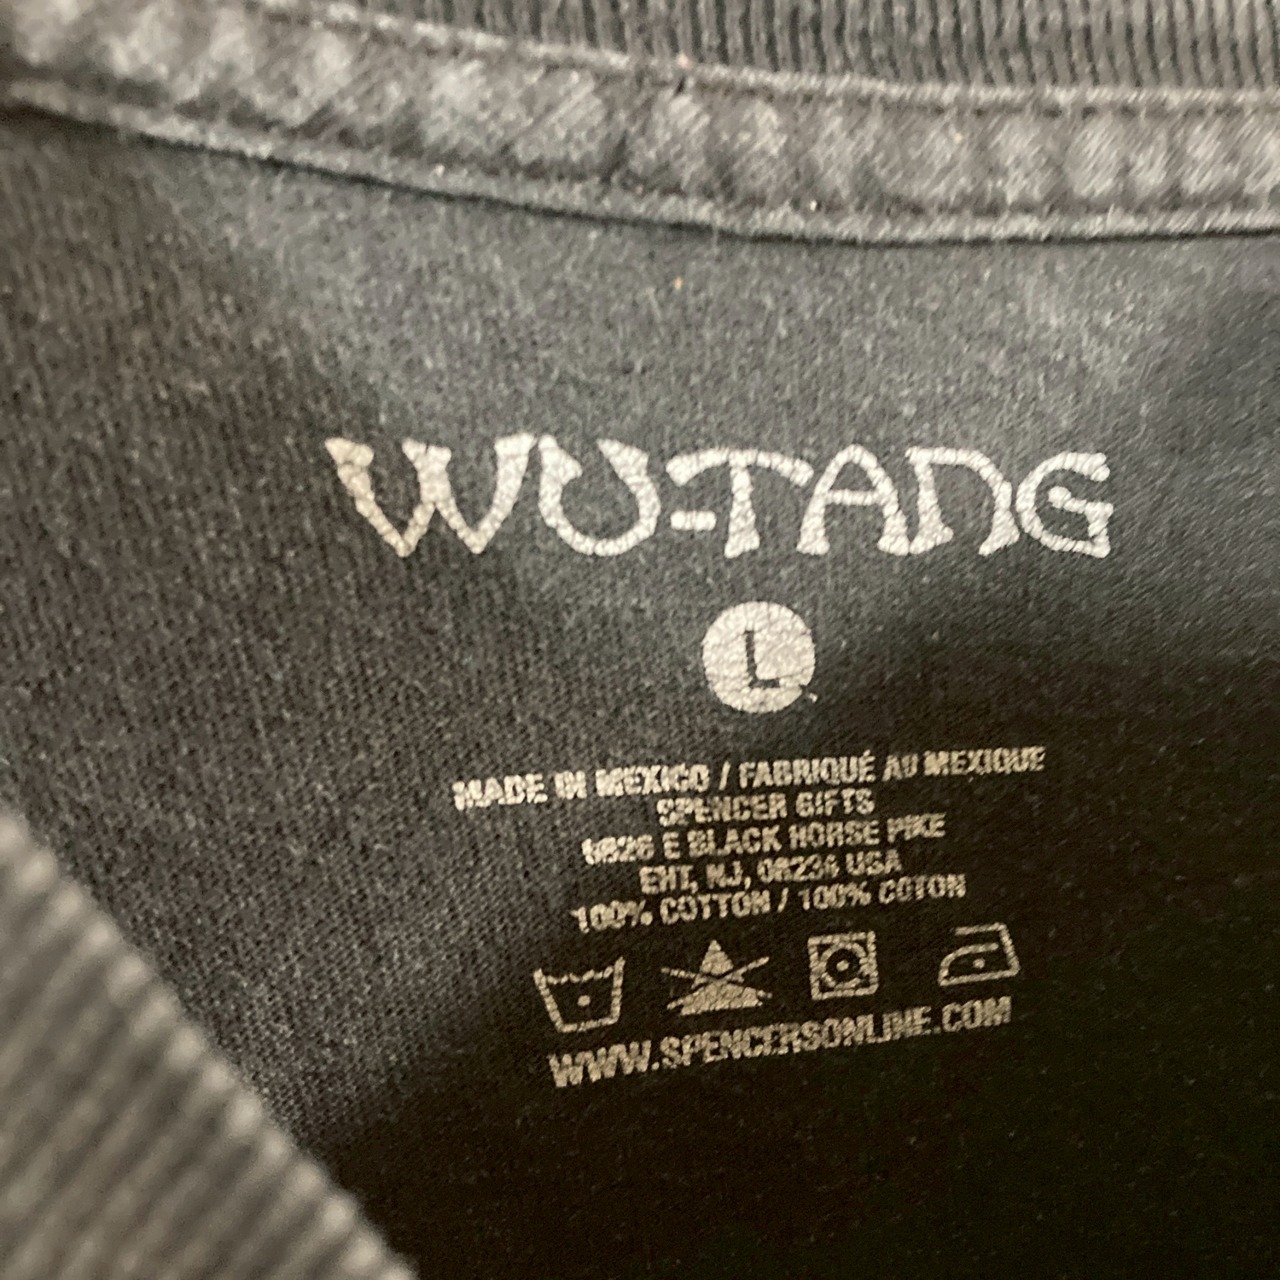 WU-TANG
L
MADE IN MEXICO / FABRIQUÉ AU MEXIQUE
SPENCER GIFTS
6826 E BLACK HORSE PIKE
EHT, NJ, 08234 USA
100% COTTON / 100% COTON
WWW.SPENCERSONLINE.COM